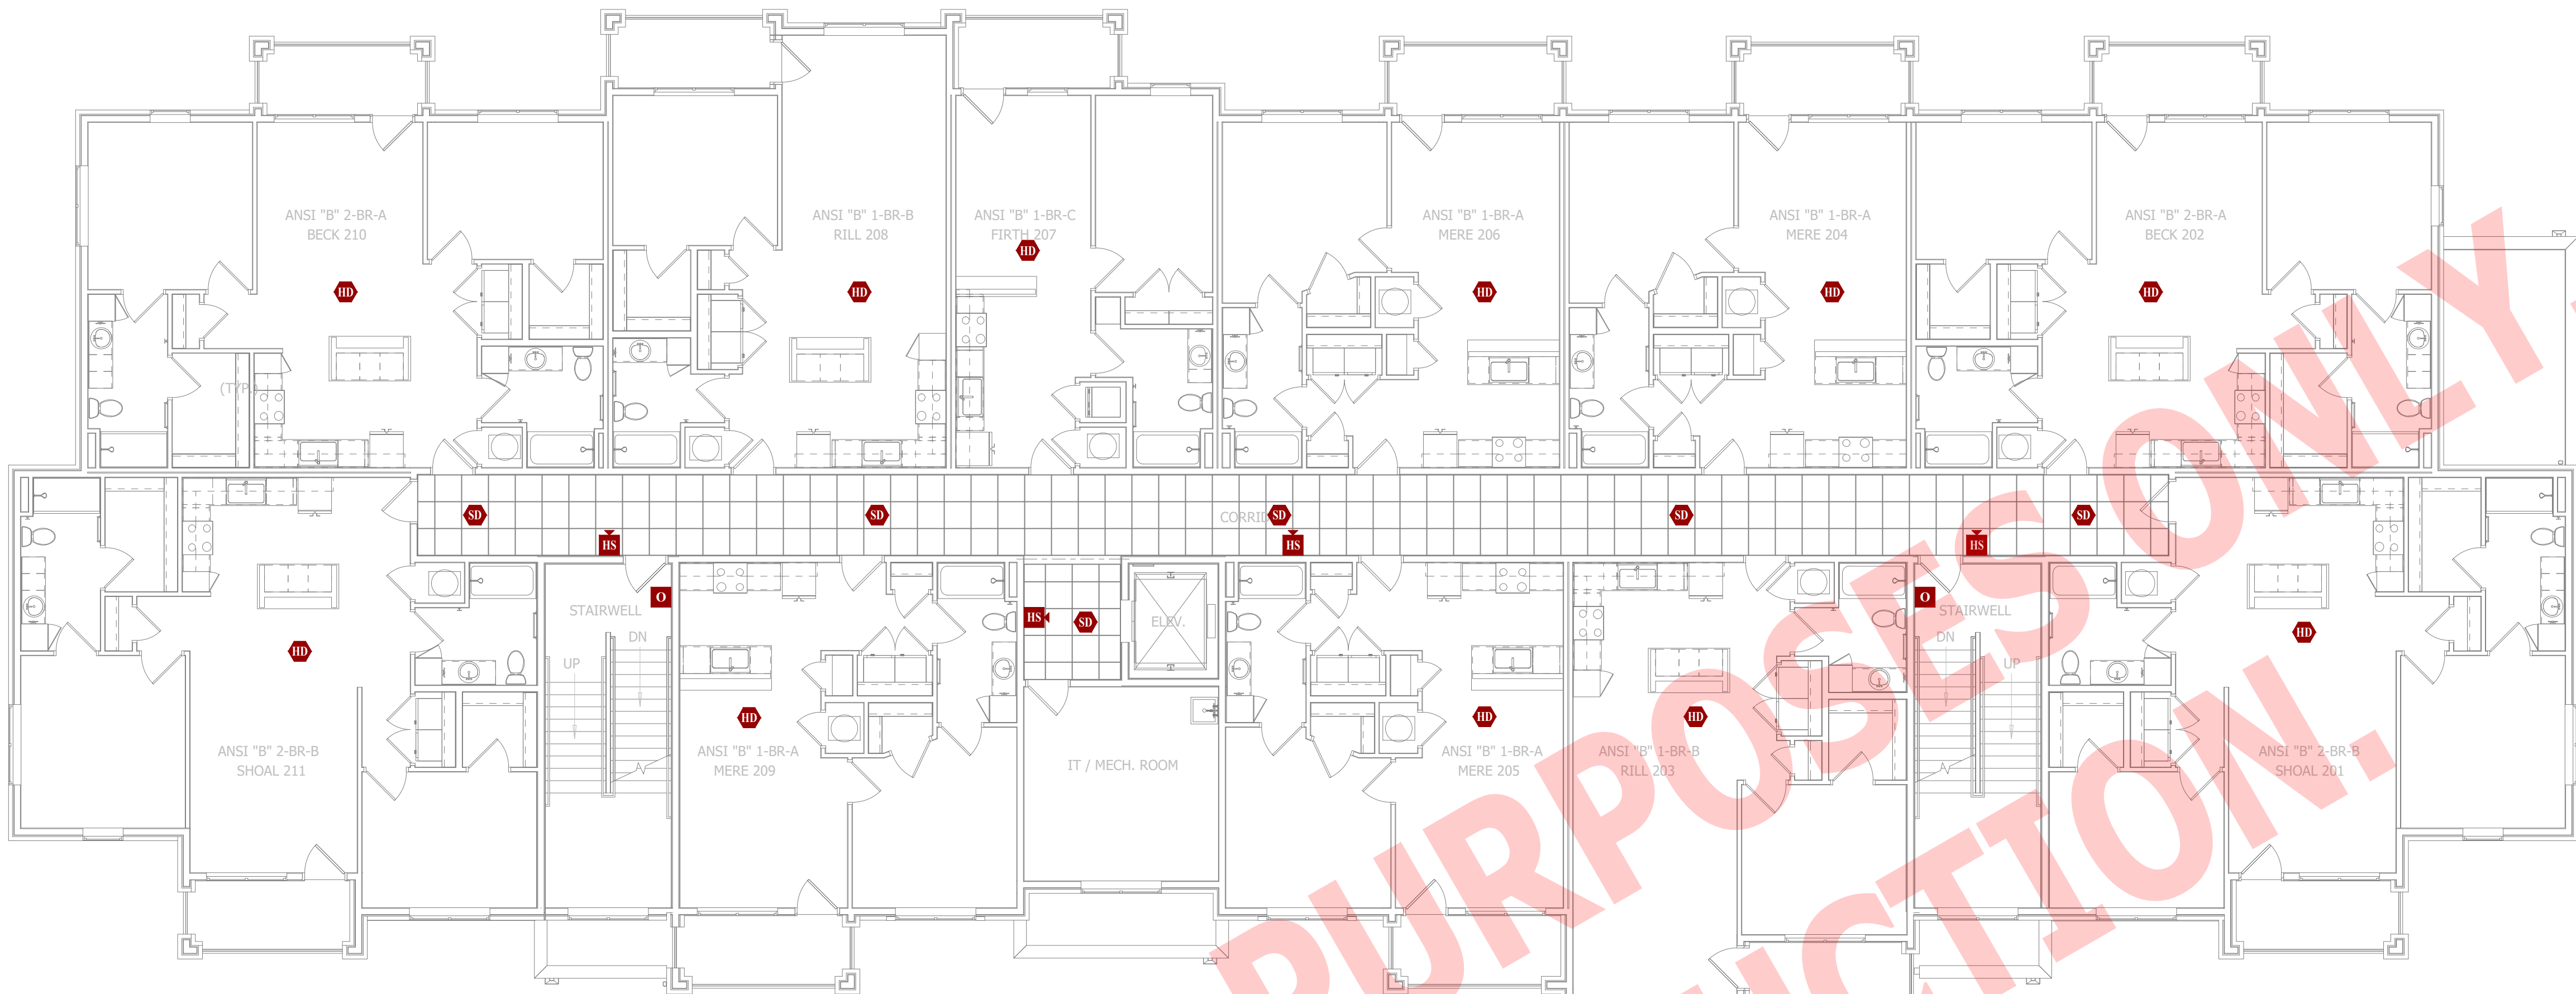 ANSI "B" 2-BR-A
BECK 210
HD
ANSI "B" 1-BR-B
RILL 208
HD
ANSI "B" 1-BR-C
FIRTH 207
HD
ANSI "B" 1-BR-A
MERE 206
HD
ANSI "B" 1-BR-A
MERE 204
HD
ANSI "B" 2-BR-A
BECK 202
HD
(TYP.)
SD
SD
CORRID
SD
SD
SD
HS
HS
HS
STAIRWELL
O
DN
UP
HS
SD
ELEV.
O
STAIRWELL
DN
UP
HD
HD
ANSI "B" 2-BR-B
SHOAL 211
HD
ANSI "B" 1-BR-A
MERE 209
IT / MECH. ROOM
HD
ANSI "B" 1-BR-A
MERE 205
HD
ANSI "B" 1-BR-B
RILL 203
ANSI "B" 2-BR-B
SHOAL 201
PURPOSES ONLY